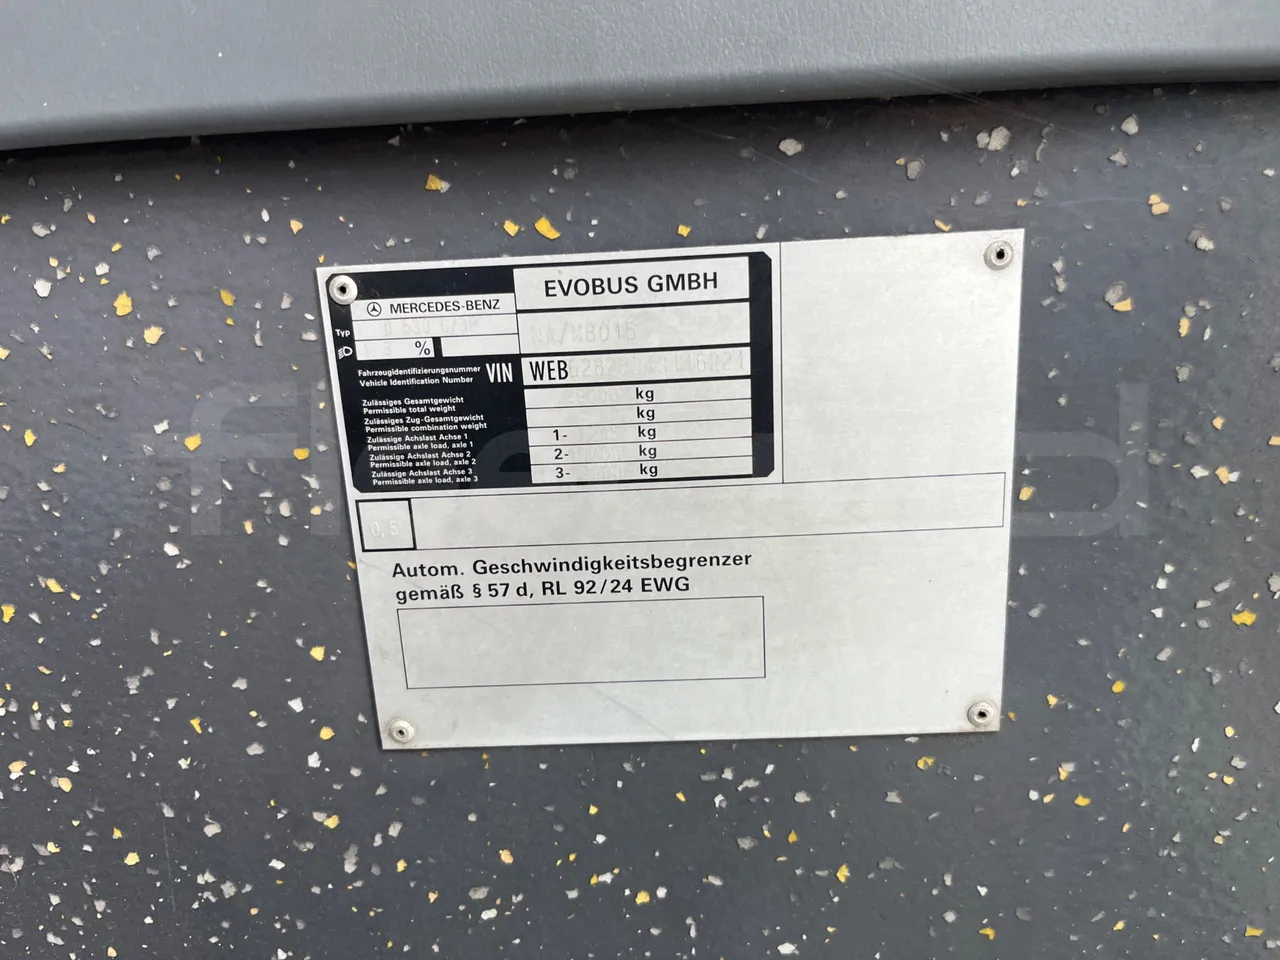 EVOBUS GMBH
MERCEDES-BENZ
Typ
NA/MB015
3 %
Fahrzeugidentifizierungsnummer
Vehicle Identification Number
VIN WEB
Zulässiges Gesamtgewicht
Permissible total weight
kg
Zulässiges Zug-Gesamtgewicht
Permissible combination weight
kg
Zulässige Achslast Achse 1
Permissible axle load, axle 1
1- kg
Zulässige Achslast Achse 2
Permissible axle load, axle 2
2- kg
Zulässige Achslast Achse 3
Permissible axle load, axle 3
3- kg
0,5
Autom. Geschwindigkeitsbegrenzer
gemäß § 57 d, RL 92/24 EWG